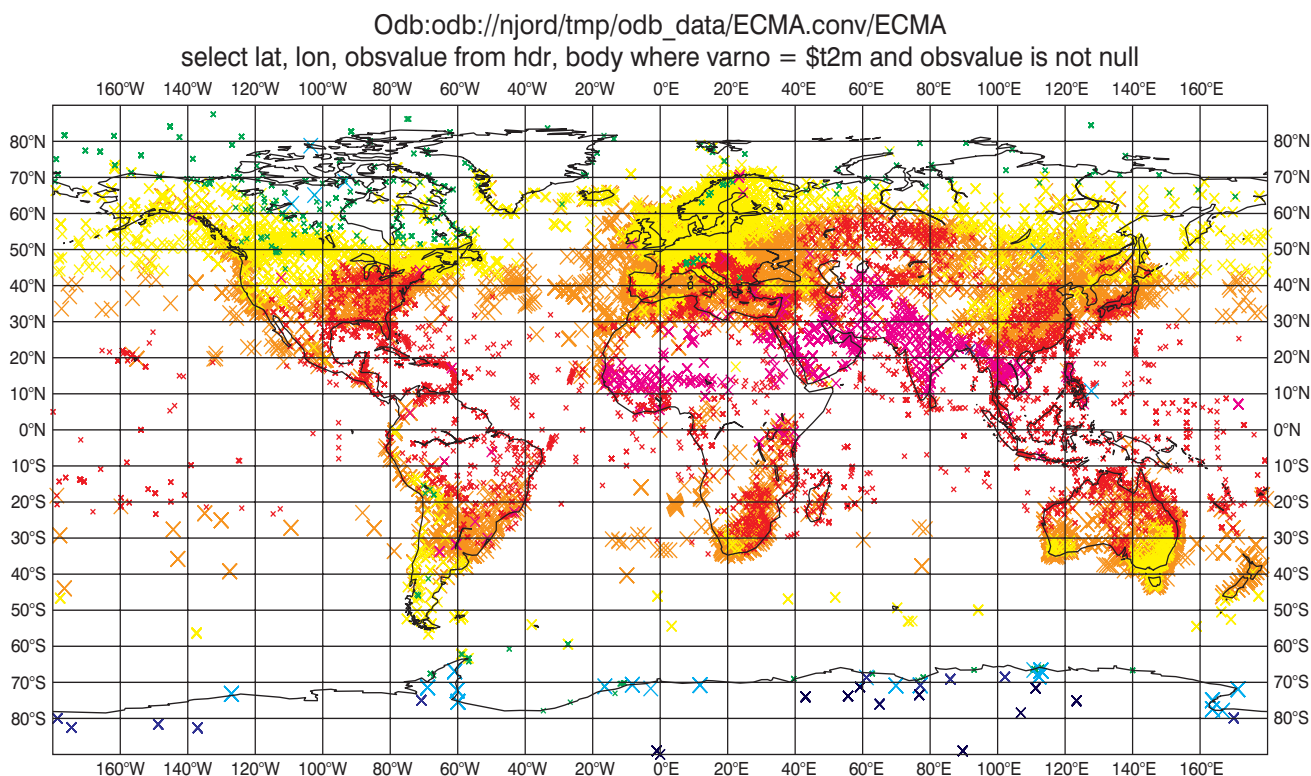 Odb:odb://njord/tmp/odb_data/ECMA.conv/ECMA
select lat, lon, obsvalue from hdr, body where varno = $t2m and obsvalue is not null
160°W 140°W 120°W 100°W 80°W 60°W 40°W 20°W 0°E 20°E 40°E 60°E 80°E 100°E 120°E 140°E 160°E
80°N 80°N
70°N 70°N
60°N 60°N
50°N 50°N
40°N 40°N
30°N 30°N
20°N 20°N
10°N 10°N
0°N 0°N
10°S 10°S
20°S 20°S
30°S 30°S
40°S 40°S
50°S 50°S
60°S 60°S
70°S 70°S
80°S 80°S
160°W 140°W 120°W 100°W 80°W 60°W 40°W 20°W 0°E 20°E 40°E 60°E 80°E 100°E 120°E 140°E 160°E